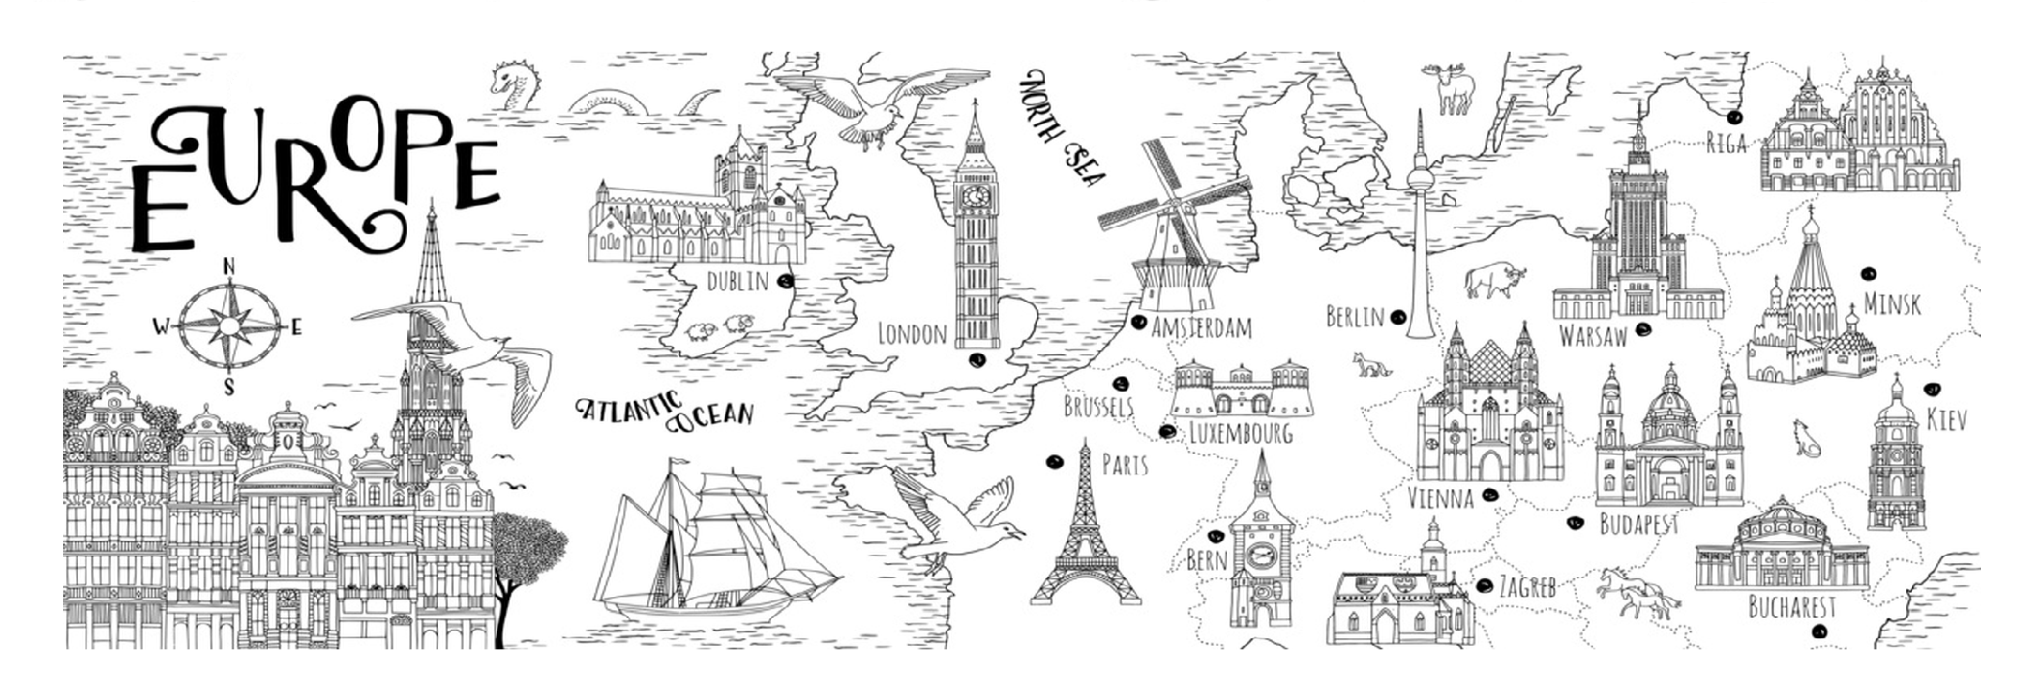 EUROPE
N
W E
S
ATLANTIC
OCEAN
NORTH SEA
DUBLIN
LONDON
AMSTERDAM
BRÜSSELS
LUXEMBOURG
PARIS
BERN
BERLIN
VIENNA
ZAGREB
BUDAPEST
WARSAW
RIGA
MINSK
KIEV
BUCHAREST